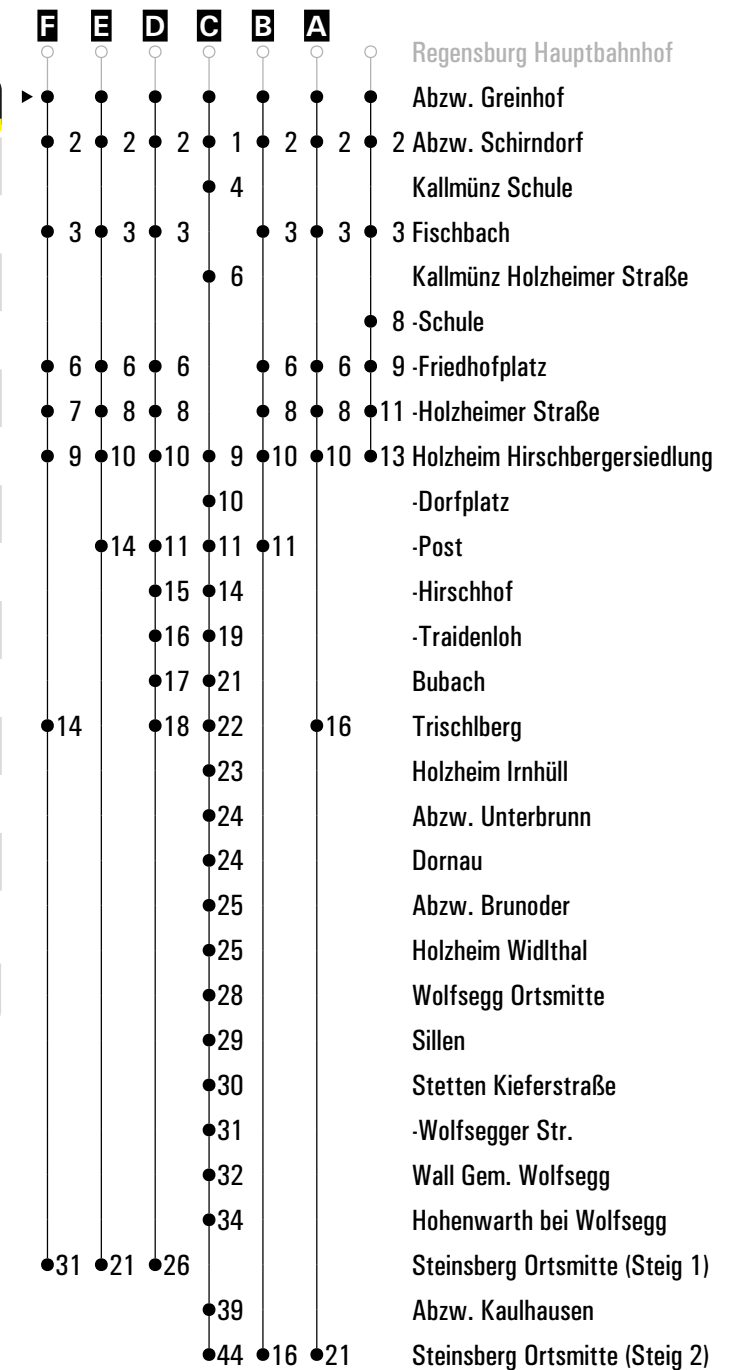 F E D C B A
Regensburg Hauptbahnhof
Abzw. Greinhof
2 2 2 1 2 2 2 Abzw. Schirndorf
4 Kallmünz Schule
3 3 3 3 3 3 Fischbach
6 Kallmünz Holzheimer Straße
8 -Schule
6 6 6 6 6 9 -Friedhofplatz
7 8 8 8 8 11 -Holzheimer Straße
9 10 10 9 10 10 13 Holzheim Hirschbergersiedlung
10 -Dorfplatz
14 11 11 11 -Post
15 14 -Hirschhof
16 19 -Traidenloh
17 21 Bubach
14 18 22 16 Trischlberg
23 Holzheim Irnhüll
24 Abzw. Unterbrunn
24 Dornau
25 Abzw. Brunoder
25 Holzheim Widlthal
28 Wolfsegg Ortsmitte
29 Sillen
30 Stetten Kieferstraße
31 -Wolfsegger Str.
32 Wall Gem. Wolfsegg
34 Hohenwarth bei Wolfsegg
31 21 26 Steinsberg Ortsmitte (Steig 1)
39 Abzw. Kaulhausen
44 16 21 Steinsberg Ortsmitte (Steig 2)